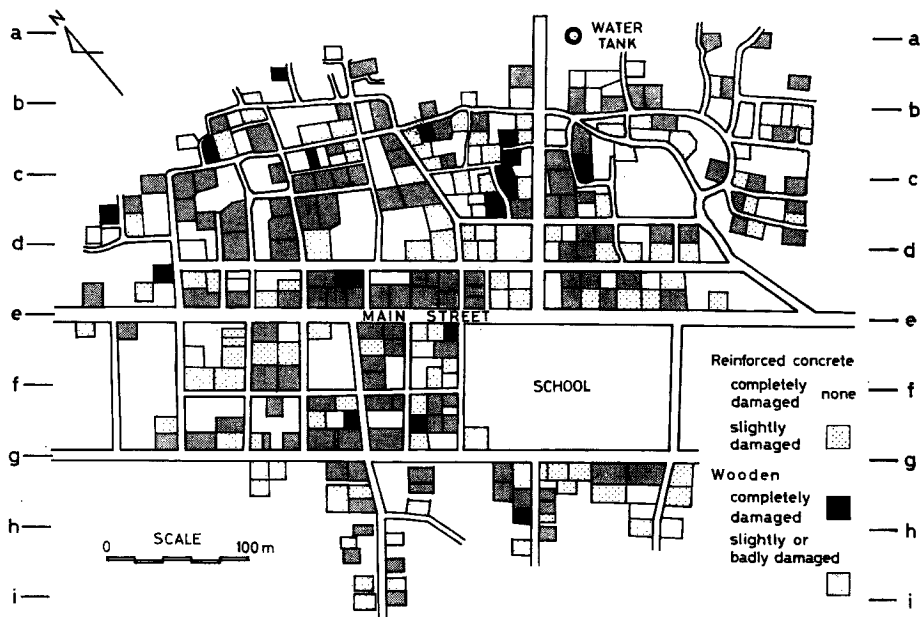 N
WATER
TANK
a
a
b
b
c
c
d
d
e
MAIN STREET
e
Reinforced concrete
completely
damaged
none
f
SCHOOL
f
slightly
damaged
g
g
Wooden
completely
damaged
h
h
SCALE
slightly or
badly damaged
0
100m
i
i